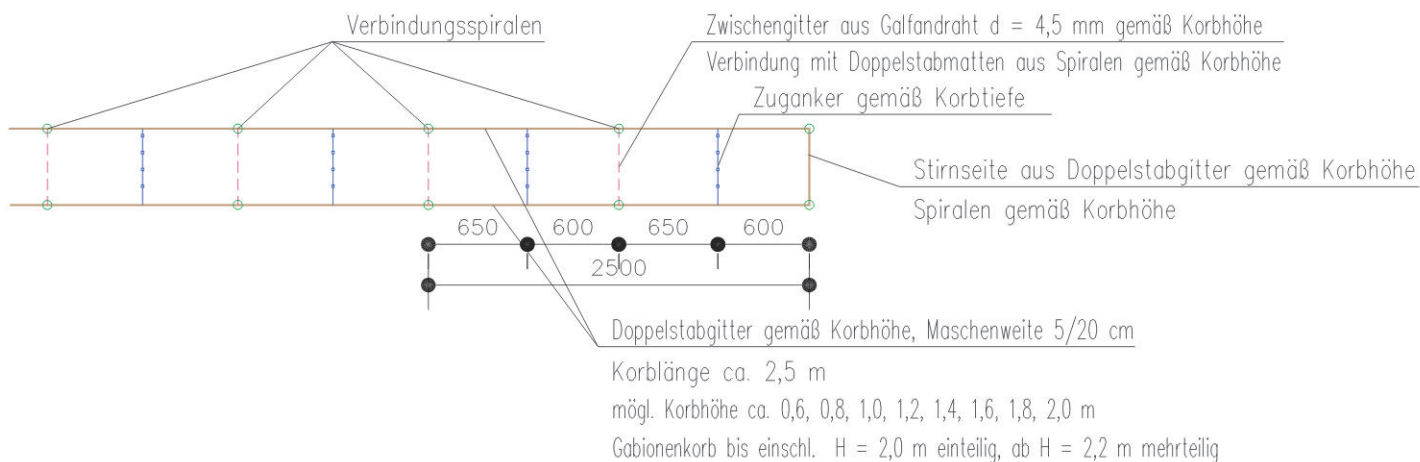 Verbindungsspiralen
Zwischengitter aus Galfandraht d = 4,5 mm gemäß Korbhöhe
Verbindung mit Doppelstabmatten aus Spiralen gemäß Korbhöhe
Zuganker gemäß Korbtiefe
Stirnseite aus Doppelstabgitter gemäß Korbhöhe
Spiralen gemäß Korbhöhe
650 600 650 600
2500
Doppelstabgitter gemäß Korbhöhe, Maschenweite 5/20 cm
Korblänge ca. 2,5 m
mögl. Korbhöhe ca. 0,6, 0,8, 1,0, 1,2, 1,4, 1,6, 1,8, 2,0 m
Gabionenkorb bis einschl. H = 2,0 m einteilig, ab H = 2,2 m mehrteilig